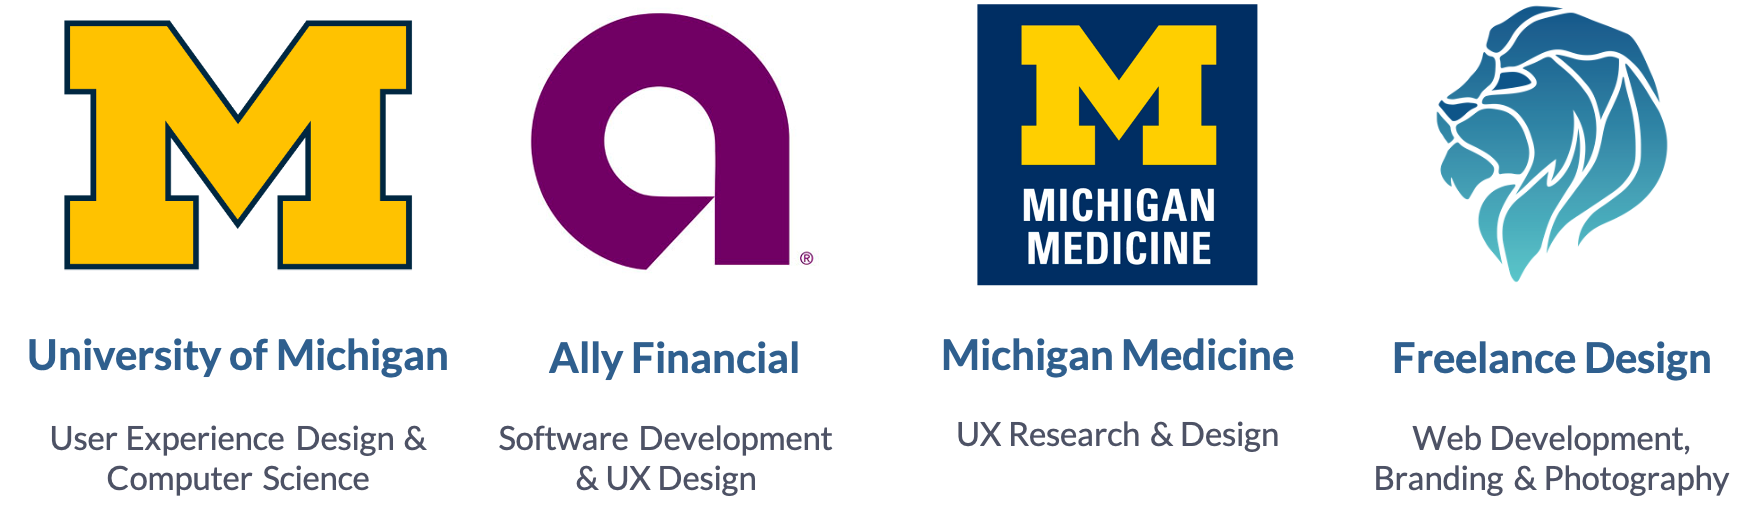 M
a
®
M
MICHIGAN
MEDICINE
University of Michigan
Ally Financial
Michigan Medicine
Freelance Design
User Experience Design &
Computer Science
Software Development
& UX Design
UX Research & Design
Web Development,
Branding & Photography